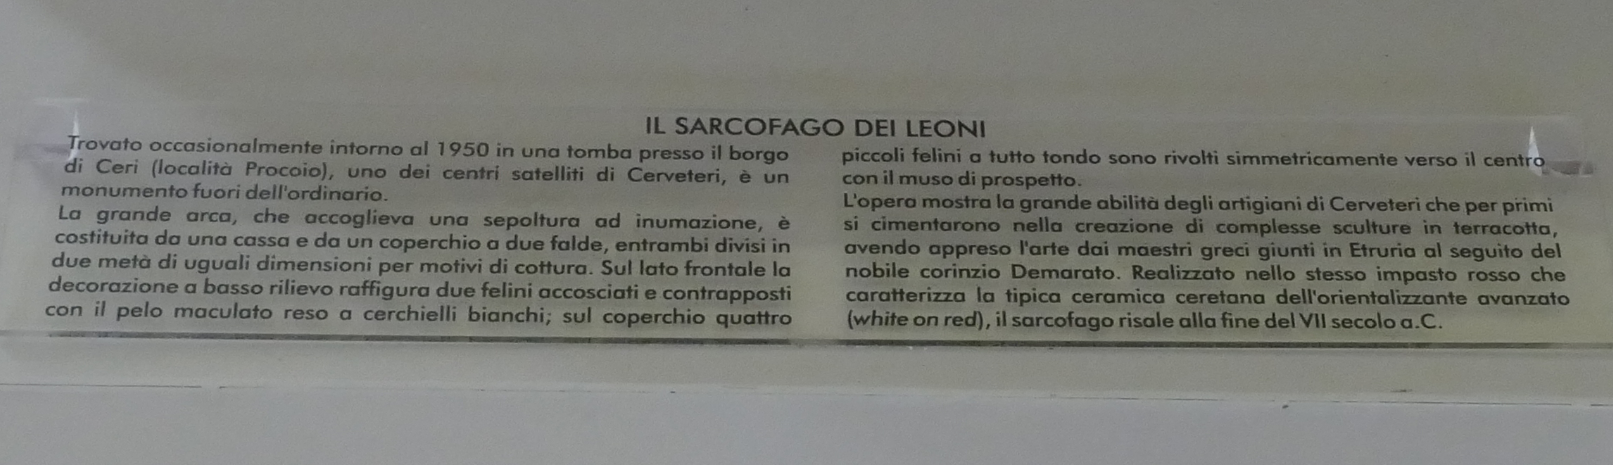 IL SARCOFAGO DEI LEONI
Trovato occasionalmente intorno al 1950 in una tomba presso il borgo
di Ceri (località Procoio), uno dei centri satelliti di Cerveteri, è un
monumento fuori dell'ordinario.
La grande arca, che accoglieva una sepoltura ad inumazione, è
costituita da una cassa e da un coperchio a due falde, entrambi divisi in
due metà di uguali dimensioni per motivi di cottura. Sul lato frontale la
decorazione a basso rilievo raffigura due felini accosciati e contrapposti
con il pelo maculato reso a cerchielli bianchi; sul coperchio quattro
piccoli felini a tutto tondo sono rivolti simmetricamente verso il centro
con il muso di prospetto.
L'opera mostra la grande abilità degli artigiani di Cerveteri che per primi
si cimentarono nella creazione di complesse sculture in terracotta,
avendo appreso l'arte dai maestri greci giunti in Etruria al seguito del
nobile corinzio Demarato. Realizzato nello stesso impasto rosso che
caratterizza la tipica ceramica ceretana dell'orientalizzante avanzato
(white on red), il sarcofago risale alla fine del VII secolo a.C.